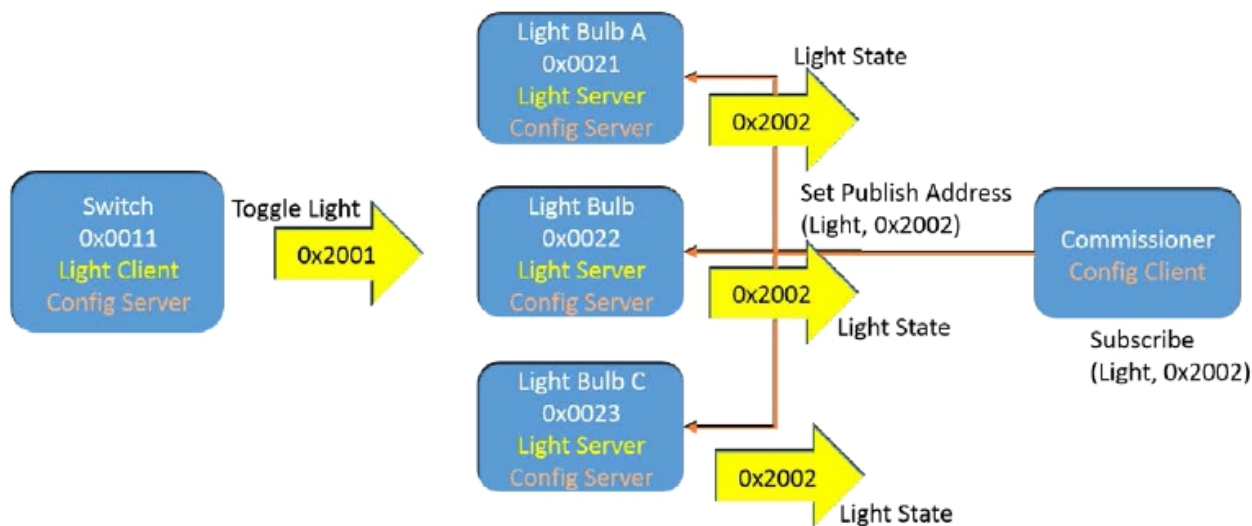 Switch
0x0011
Light Client
Config Server
Toggle Light
0x2001
Light Bulb A
0x0021
Light Server
Config Server
Light State
0x2002
Light Bulb
0x0022
Light Server
Config Server
Set Publish Address
(Light, 0x2002)
0x2002
Light State
Light Bulb C
0x0023
Light Server
Config Server
0x2002
Light State
Commissioner
Config Client
Subscribe
(Light, 0x2002)